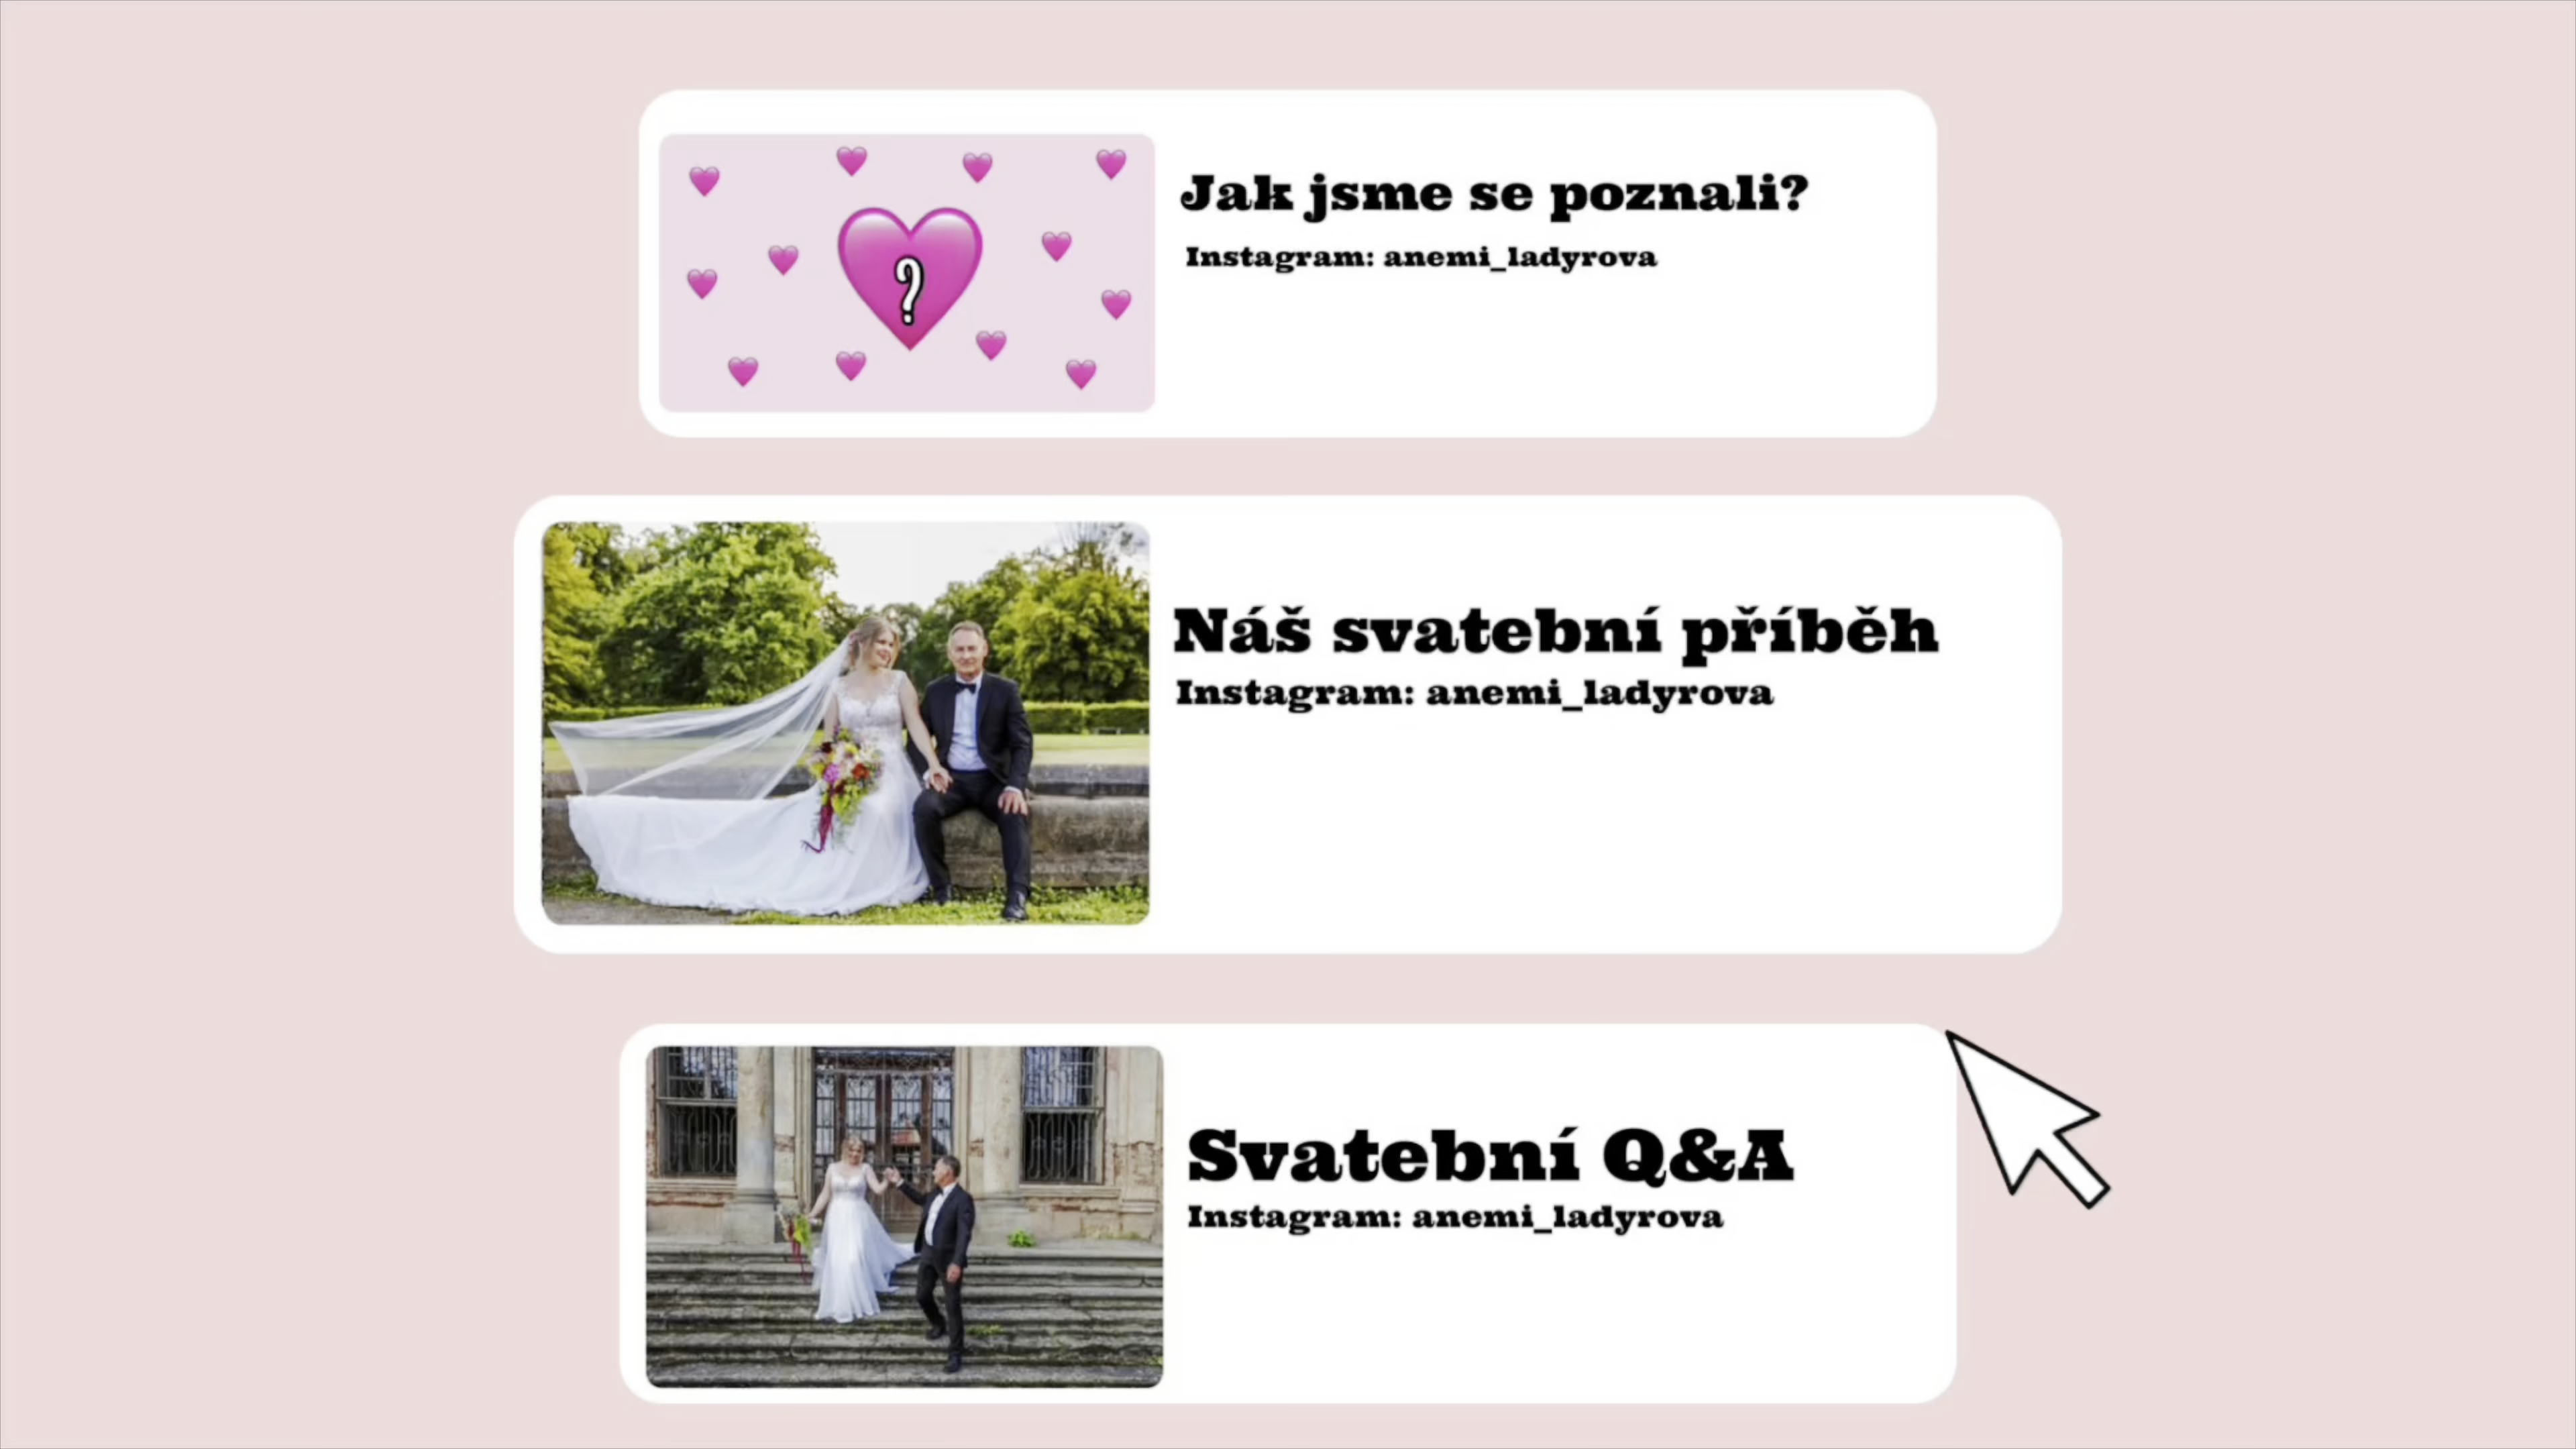 ?
Jak jsme se poznali?
Instagram: anemi_ladyrova
Náš svatební příběh
Instagram: anemi_ladyrova
Svatební Q&A
Instagram: anemi_ladyrova